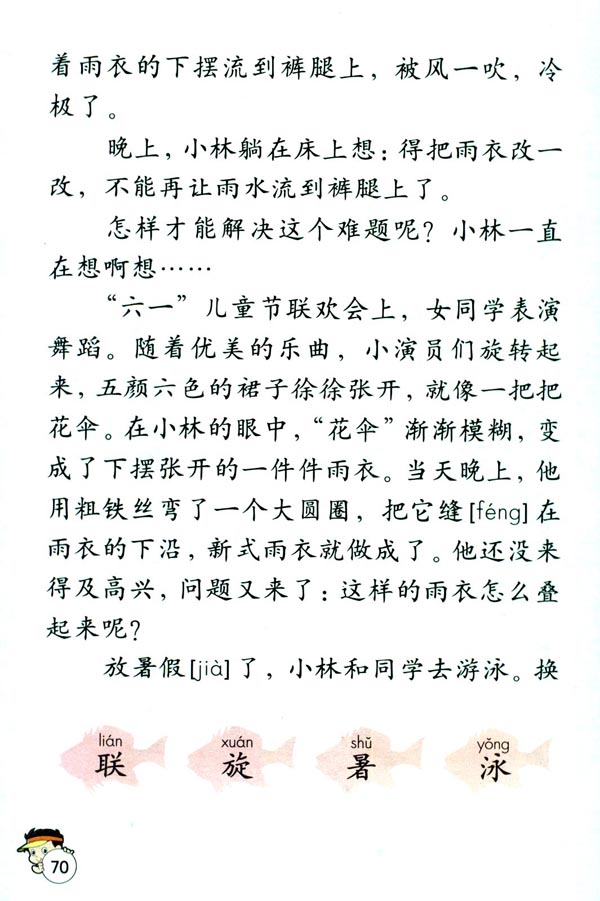 着雨衣的下摆流到裤腿上，被风一吹，冷
极了。
晚上，小林躺在床上想：得把雨衣改一
改，不能再让雨水流到裤腿上了。
怎样才能解决这个难题呢？小林一直
在想啊想……
“六一”儿童节联欢会上，女同学表演
舞蹈。随着优美的乐曲，小演员们旋转起
来，五颜六色的裙子徐徐张开，就像一把把
花伞。在小林的眼中，“花伞”渐渐模糊，变
成了下摆张开的一件件雨衣。当天晚上，他
用粗铁丝弯了一个大圆圈，把它缝[féng]在
雨衣的下沿，新式雨衣就做成了。他还没来
得及高兴，问题又来了：这样的雨衣怎么叠
起来呢？
放暑假[jià]了，小林和同学去游泳。换
lián xuán shǔ yǒng
联 旋 暑 泳
70